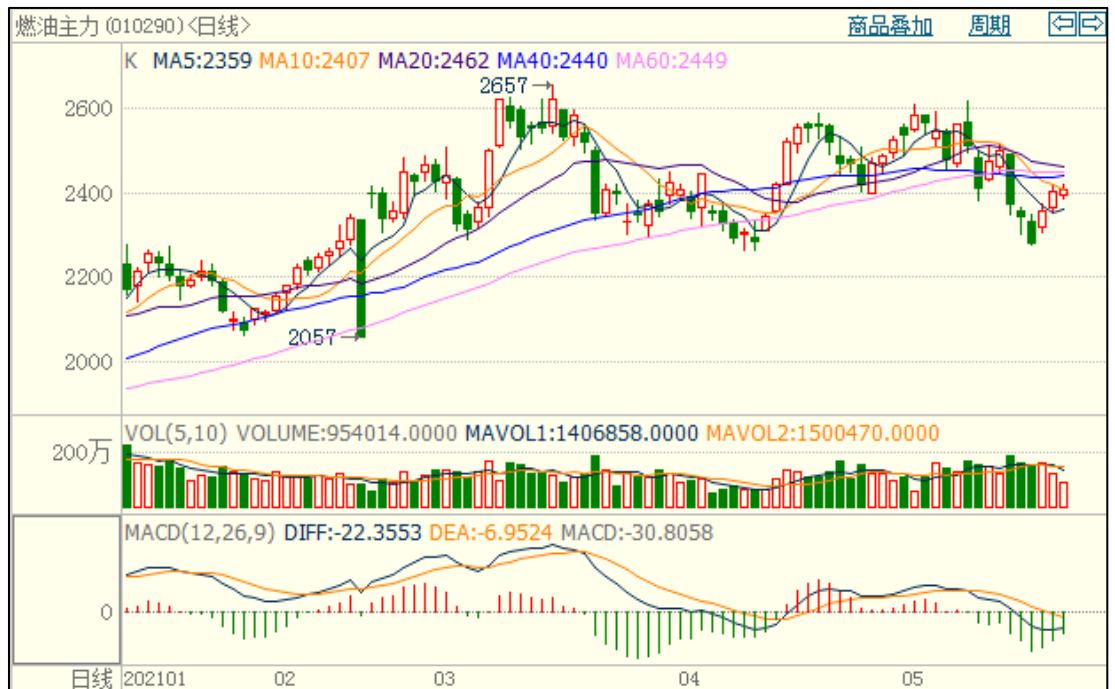 燃油主力 (010290)<日线> 商品叠加 周期
K MA5:2359 MA10:2407 MA20:2462 MA40:2440 MA60:2449
2657
2600
2400
2200
2057
2000
VOL(5,10) VOLUME:954014.0000 MAVOL1:1406858.0000 MAVOL2:1500470.0000
200万
MACD(12,26,9) DIFF:-22.3553 DEA:-6.9524 MACD:-30.8058
0
日线 202101 02 03 04 05